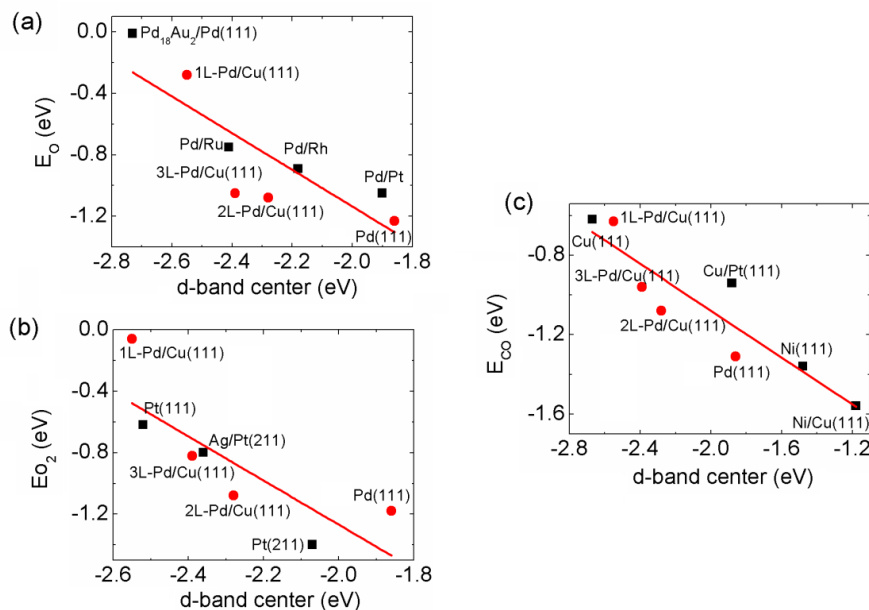 (a)
0.0
-0.4
-0.8
-1.2
E_O (eV)
Pd₁₈Au₂/Pd(111)
1L-Pd/Cu(111)
Pd/Ru
Pd/Rh
3L-Pd/Cu(111)
Pd/Pt
2L-Pd/Cu(111)
Pd(111)
-2.8 -2.6 -2.4 -2.2 -2.0 -1.8
d-band center (eV)
(b)
0.0
-0.4
-0.8
-1.2
Eo₂ (eV)
1L-Pd/Cu(111)
Pt(111)
Ag/Pt(211)
3L-Pd/Cu(111)
Pd(111)
2L-Pd/Cu(111)
Pt(211)
-2.6 -2.4 -2.2 -2.0 -1.8
d-band center (eV)
(c)
-0.8
-1.2
-1.6
E_CO (eV)
1L-Pd/Cu(111)
Cu(111)
3L-Pd/Cu(111)
Cu/Pt(111)
2L-Pd/Cu(111)
Ni(111)
Pd(111)
Ni/Cu(111)
-2.8 -2.4 -2.0 -1.6 -1.2
d-band center (eV)